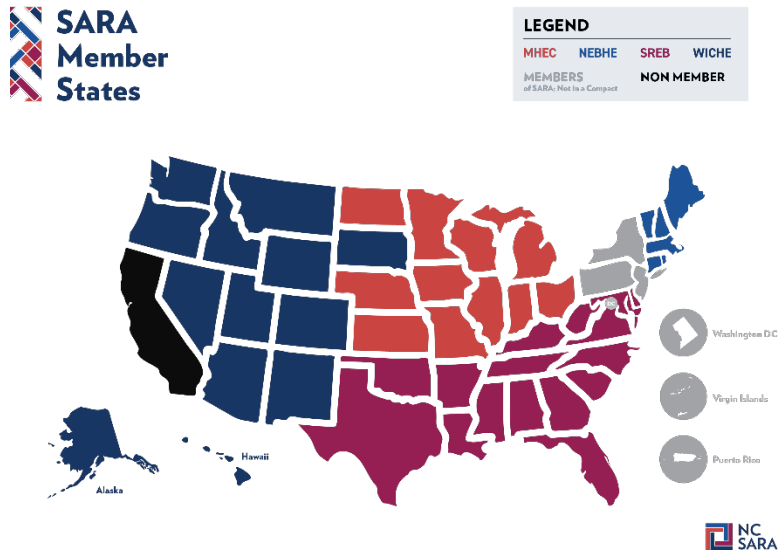 SARA
Member
States
LEGEND
MHEC NEBHE SREB WICHE
MEMBERS
of SARA; Not in a Compact
NON MEMBER
DC
Washington DC
Virgin Islands
Puerto Rico
Hawaii
Alaska
NC
SARA